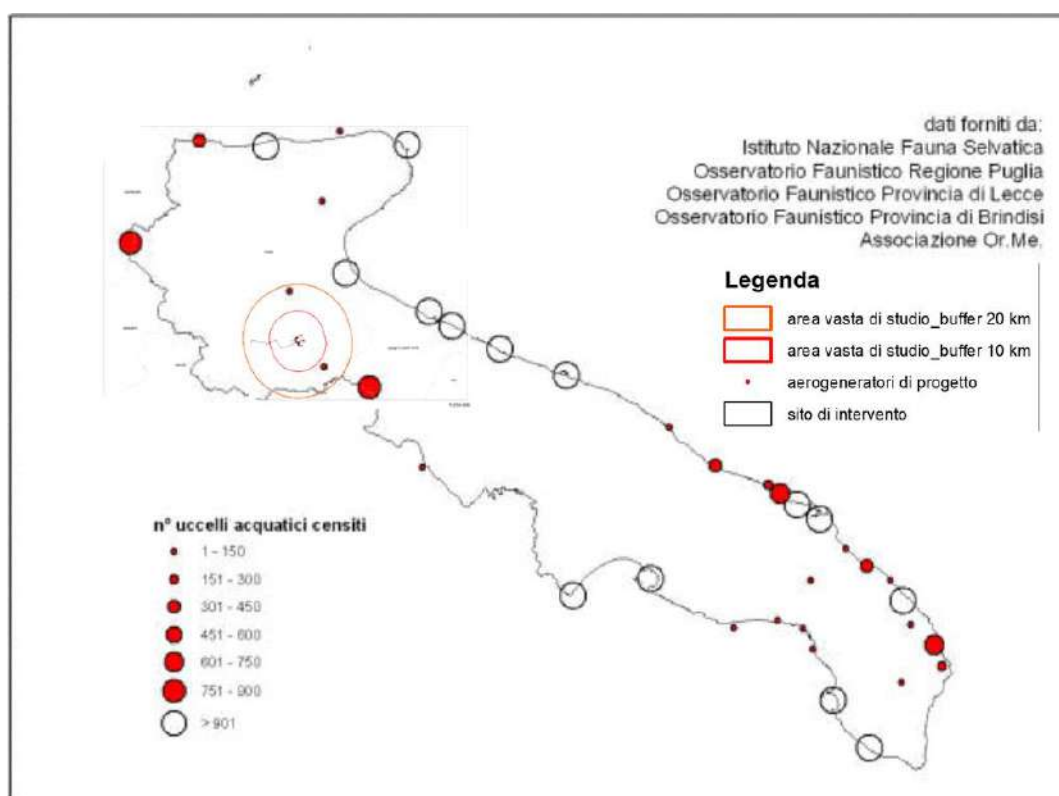 dati forniti da:
Istituto Nazionale Fauna Selvatica
Osservatorio Faunistico Regione Puglia
Osservatorio Faunistico Provincia di Lecce
Osservatorio Faunistico Provincia di Brindisi
Associazione Or.Me.
Legenda
area vasta di studio_buffer 20 km
area vasta di studio_buffer 10 km
aerogeneratori di progetto
sito di intervento
n° uccelli acquatici censiti
1 - 150
151 - 300
301 - 450
451 - 600
601 - 750
751 - 900
> 901